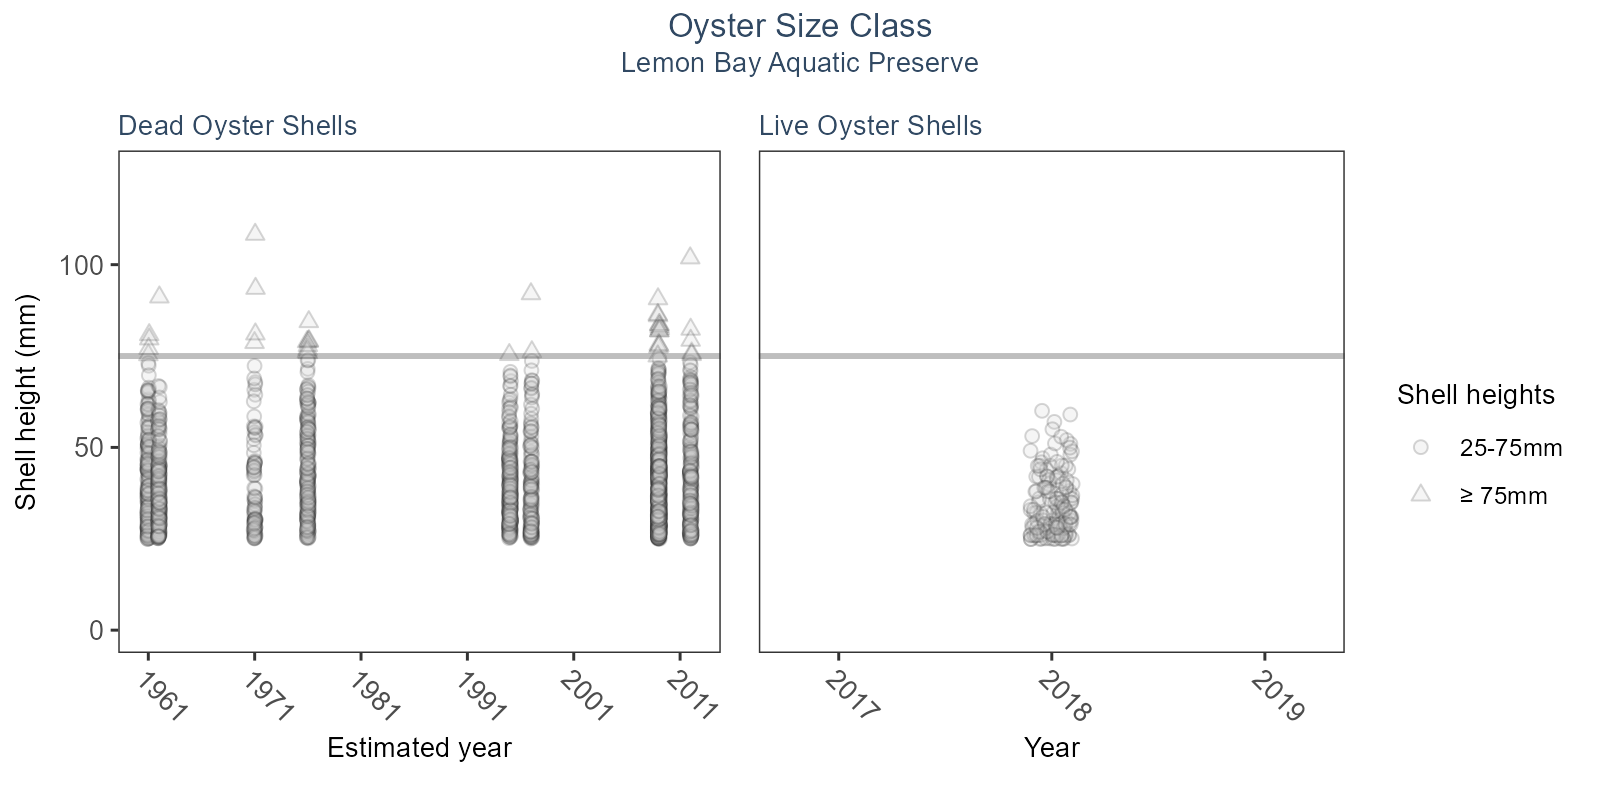 Oyster Size Class
Lemon Bay Aquatic Preserve
Dead Oyster Shells
Live Oyster Shells
Shell height (mm)
100
50
0
1961
1971
1981
1991
2001
2011
Estimated year
2017
2018
2019
Year
Shell heights
25-75mm
≥ 75mm